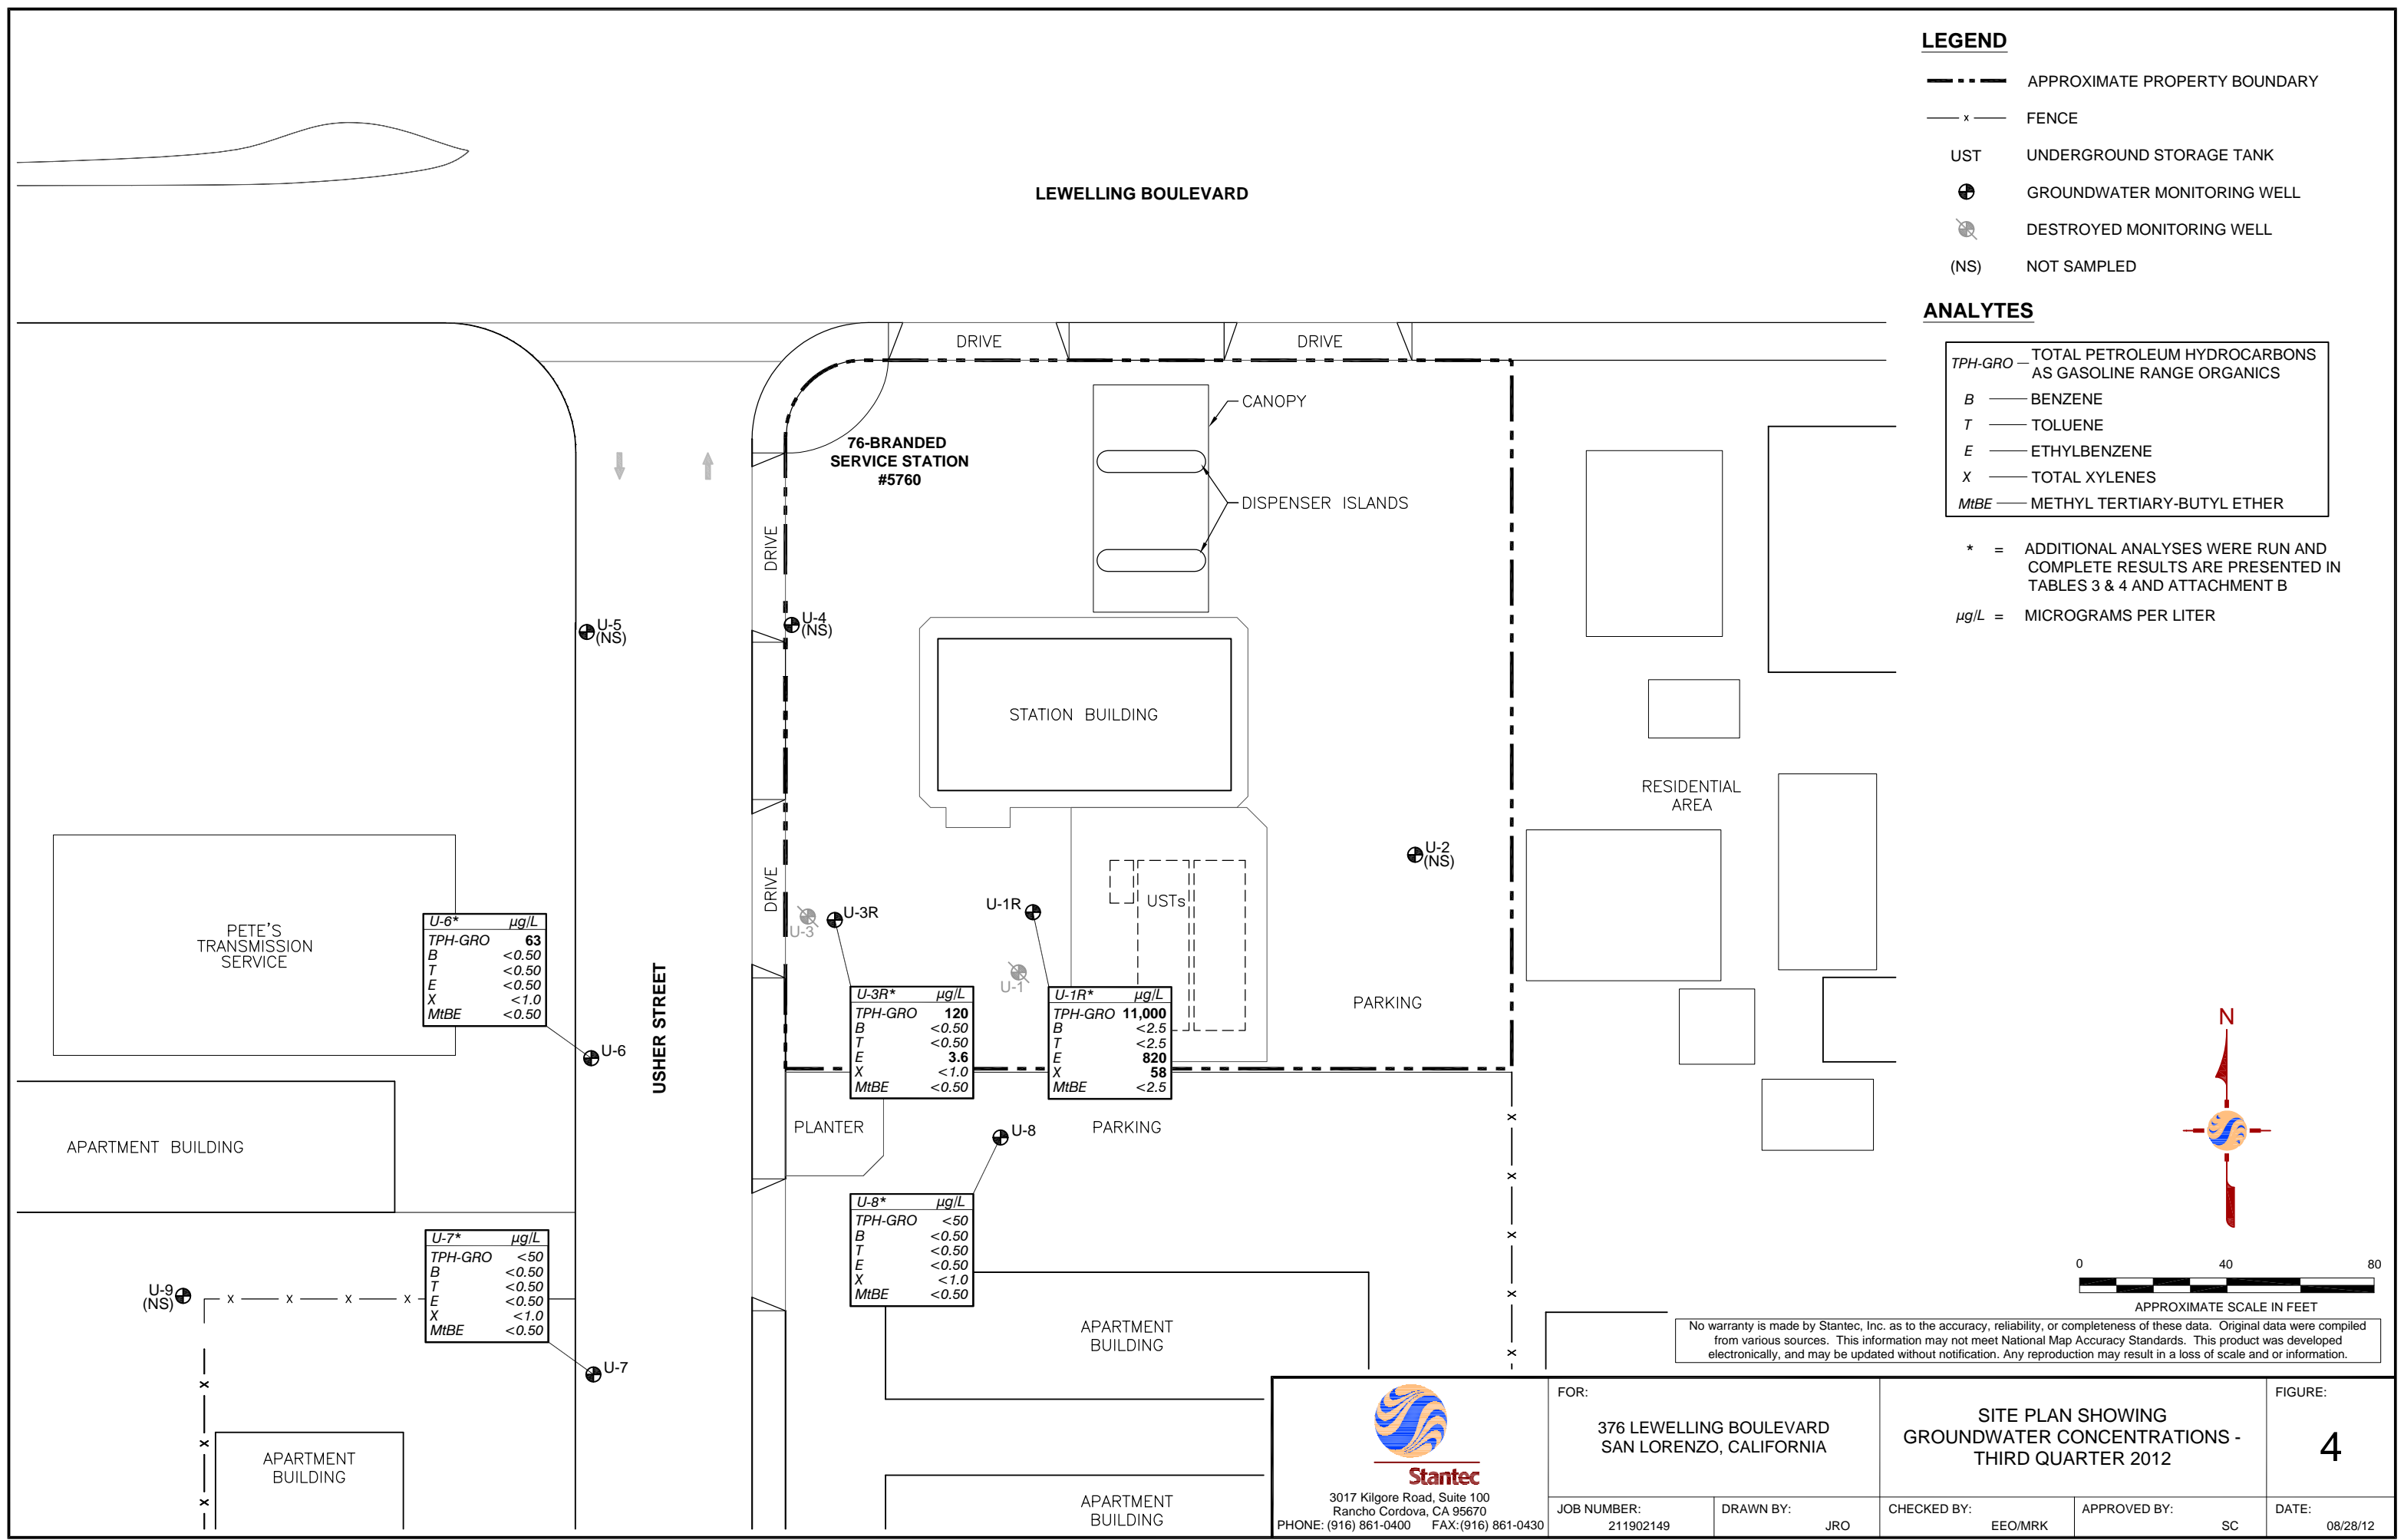 LEGEND
APPROXIMATE PROPERTY BOUNDARY
x FENCE
UST UNDERGROUND STORAGE TANK
GROUNDWATER MONITORING WELL
DESTROYED MONITORING WELL
(NS) NOT SAMPLED
ANALYTES
TPH-GRO TOTAL PETROLEUM HYDROCARBONS
AS GASOLINE RANGE ORGANICS
B BENZENE
T TOLUENE
E ETHYLBENZENE
X TOTAL XYLENES
MtBE METHYL TERTIARY-BUTYL ETHER
* = ADDITIONAL ANALYSES WERE RUN AND
COMPLETE RESULTS ARE PRESENTED IN
TABLES 3 & 4 AND ATTACHMENT B
µg/L = MICROGRAMS PER LITER
LEWELLING BOULEVARD
DRIVE
DRIVE
CANOPY
76-BRANDED
SERVICE STATION
#5760
DISPENSER ISLANDS
DRIVE
U-5
(NS)
U-4
(NS)
STATION BUILDING
RESIDENTIAL
AREA
U-2
(NS)
DRIVE
USTs
U-3R
U-3
U-1R
U-1
PETE'S
TRANSMISSION
SERVICE
U-6* µg/L
TPH-GRO 63
B <0.50
T <0.50
E <0.50
X <1.0
MtBE <0.50
U-6
USHER STREET
U-3R* µg/L
TPH-GRO 120
B <0.50
T <0.50
E 3.6
X <1.0
MtBE <0.50
U-1R* µg/L
TPH-GRO 11,000
B <2.5
T <2.5
E 820
X 58
MtBE <2.5
PARKING
N
APARTMENT BUILDING
PLANTER
U-8
PARKING
U-8* µg/L
TPH-GRO <50
B <0.50
T <0.50
E <0.50
X <1.0
MtBE <0.50
U-7* µg/L
TPH-GRO <50
B <0.50
T <0.50
E <0.50
X <1.0
MtBE <0.50
U-9
(NS)
x x x x
x
x
x
x
x
x
x
x
U-7
APARTMENT
BUILDING
APARTMENT
BUILDING
APARTMENT
BUILDING
0 40 80
APPROXIMATE SCALE IN FEET
No warranty is made by Stantec, Inc. as to the accuracy, reliability, or completeness of these data. Original data were compiled
from various sources. This information may not meet National Map Accuracy Standards. This product was developed
electronically, and may be updated without notification. Any reproduction may result in a loss of scale and or information.
Stantec
3017 Kilgore Road, Suite 100
Rancho Cordova, CA 95670
PHONE: (916) 861-0400 FAX:(916) 861-0430
FOR:
376 LEWELLING BOULEVARD
SAN LORENZO, CALIFORNIA
SITE PLAN SHOWING
GROUNDWATER CONCENTRATIONS -
THIRD QUARTER 2012
FIGURE:
4
JOB NUMBER:
211902149
DRAWN BY:
JRO
CHECKED BY:
EEO/MRK
APPROVED BY:
SC
DATE:
08/28/12